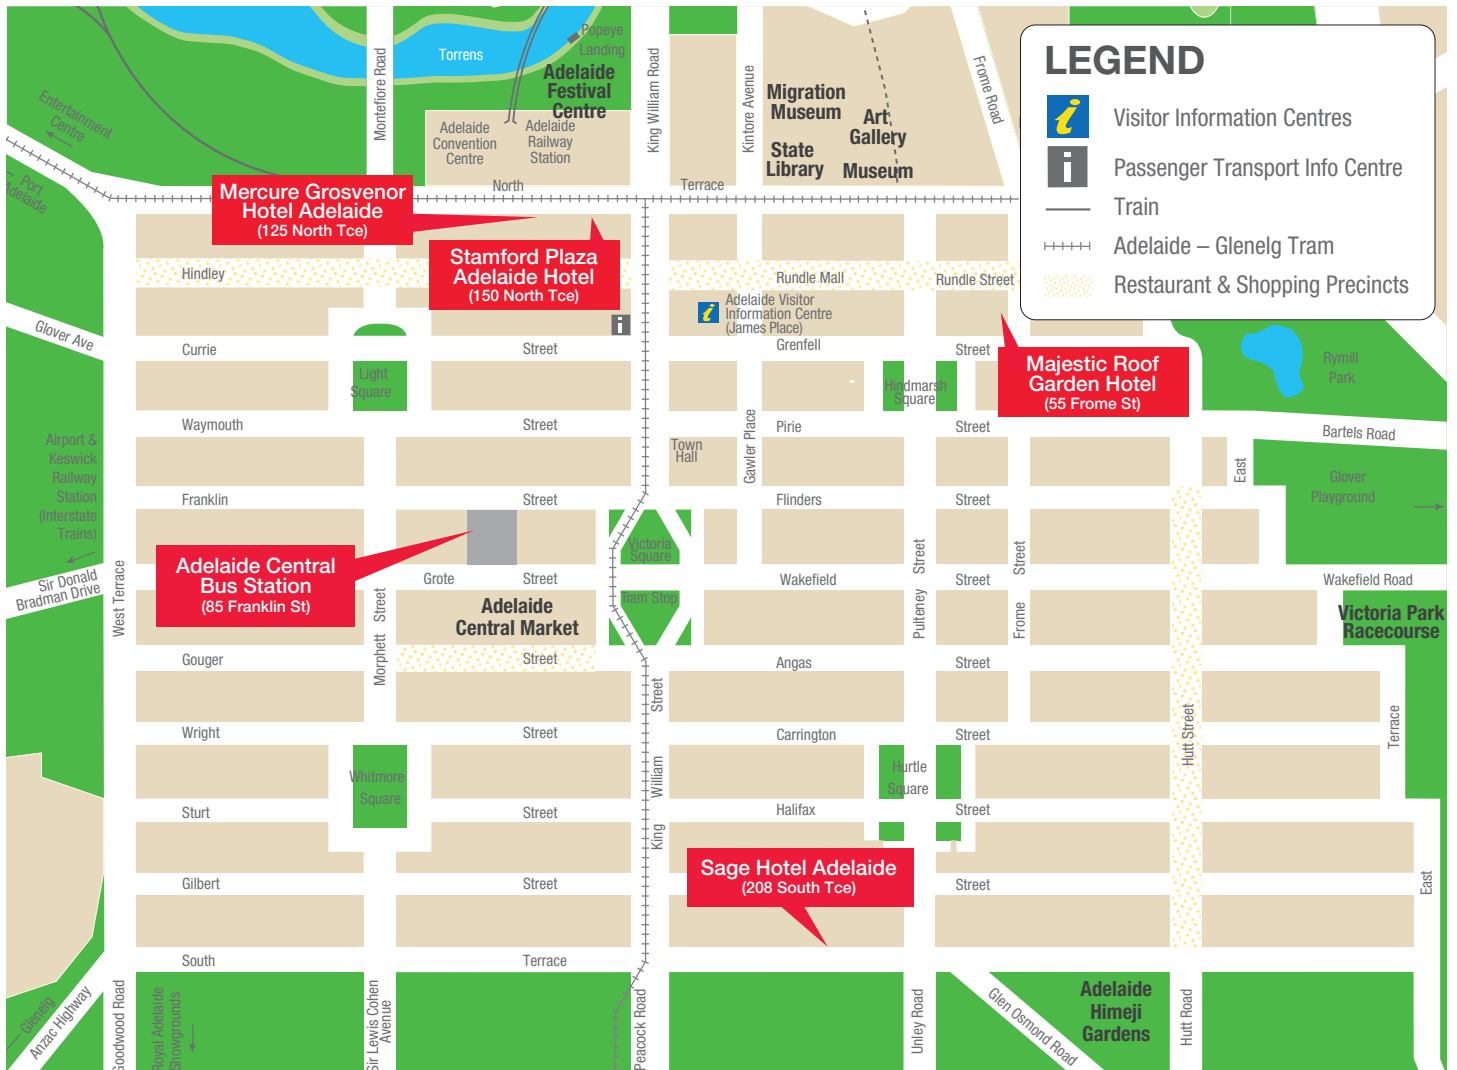 Popeye
Landing
Torrens
Adelaide
Festival
Centre
Montefiore Road
King William Road
Kintore Avenue
Frome Road
Migration
Museum
Art
Gallery
State
Library
Museum
Entertainment
Centre
Adelaide
Convention
Centre
Adelaide
Railway
Station
Port
Adelaide
North
Terrace
LEGEND
Visitor Information Centres
Passenger Transport Info Centre
Train
Adelaide – Glenelg Tram
Restaurant & Shopping Precincts
Mercure Grosvenor
Hotel Adelaide
(125 North Tce)
Stamford Plaza
Adelaide Hotel
(150 North Tce)
Hindley
Rundle Mall
Rundle Street
Adelaide Visitor
Information Centre
(James Place)
Glover Ave
Currie
Street
Grenfell
Street
Majestic Roof
Garden Hotel
(55 Frome St)
Rymill
Park
Light
Square
Hindmarsh
Square
Waymouth
Street
Gawler Place
Pirie
Street
Bartels Road
Airport &
Keswick
Railway
Station
(Interstate
Trains)
Town
Hall
East
Glover
Playground
Franklin
Street
Flinders
Street
Victoria
Square
Adelaide Central
Bus Station
(85 Franklin St)
Sir Donald
Bradman Drive
West Terrace
Grote
Street
Wakefield
Street
Wakefield Road
Pulteney
Street
Frome
Street
Morphett
Street
Adelaide
Central Market
Tram Stop
Victoria Park
Racecourse
Gouger
Street
Angas
Street
King
William
Street
Hutt Street
Terrace
Wright
Street
Carrington
Street
Whitmore
Square
Hurtle
Square
Sturt
Street
Halifax
Street
Sage Hotel Adelaide
(208 South Tce)
Gilbert
Street
Street
East
South
Terrace
Glenelg
Anzac Highway
Goodwood Road
Royal Adelaide
Showgrounds
Sir Lewis Cohen
Avenue
Peacock Road
Unley Road
Glen Osmond Road
Adelaide
Himeji
Gardens
Hutt Road